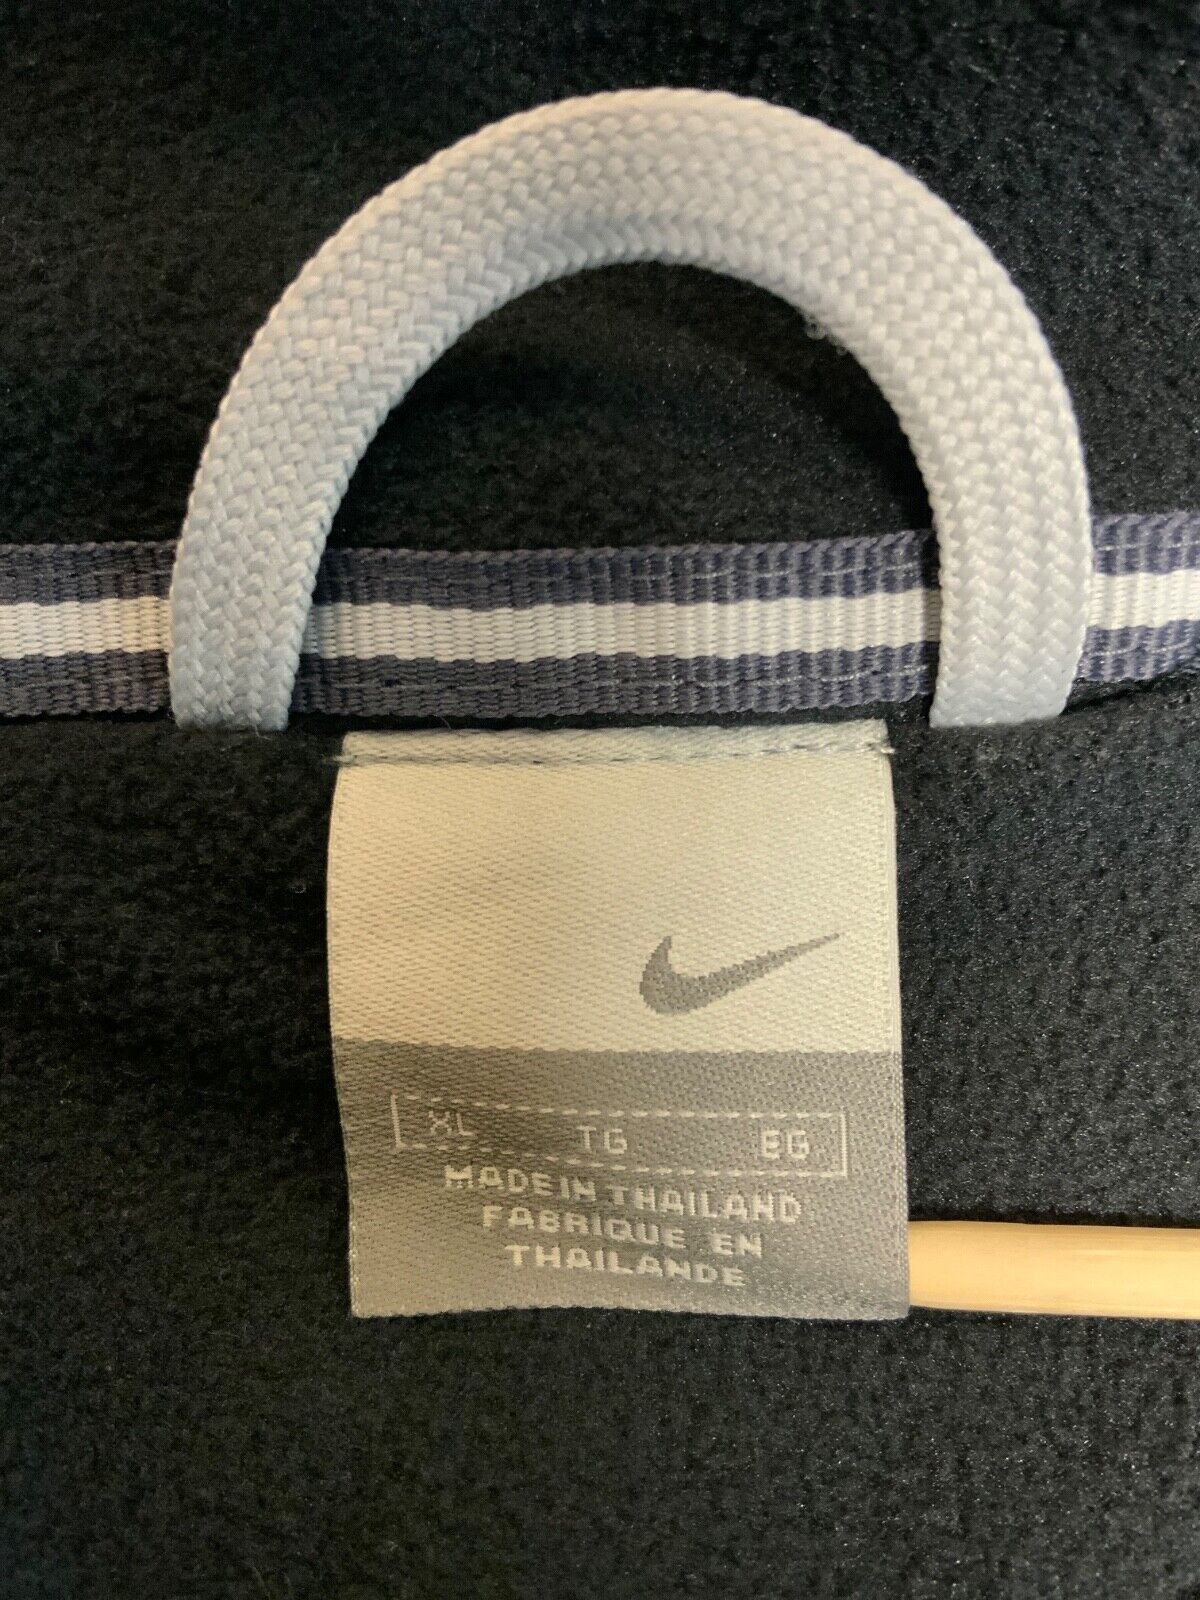 XL TG EG
MADE IN THAILAND
FABRIQUE EN
THAILANDE